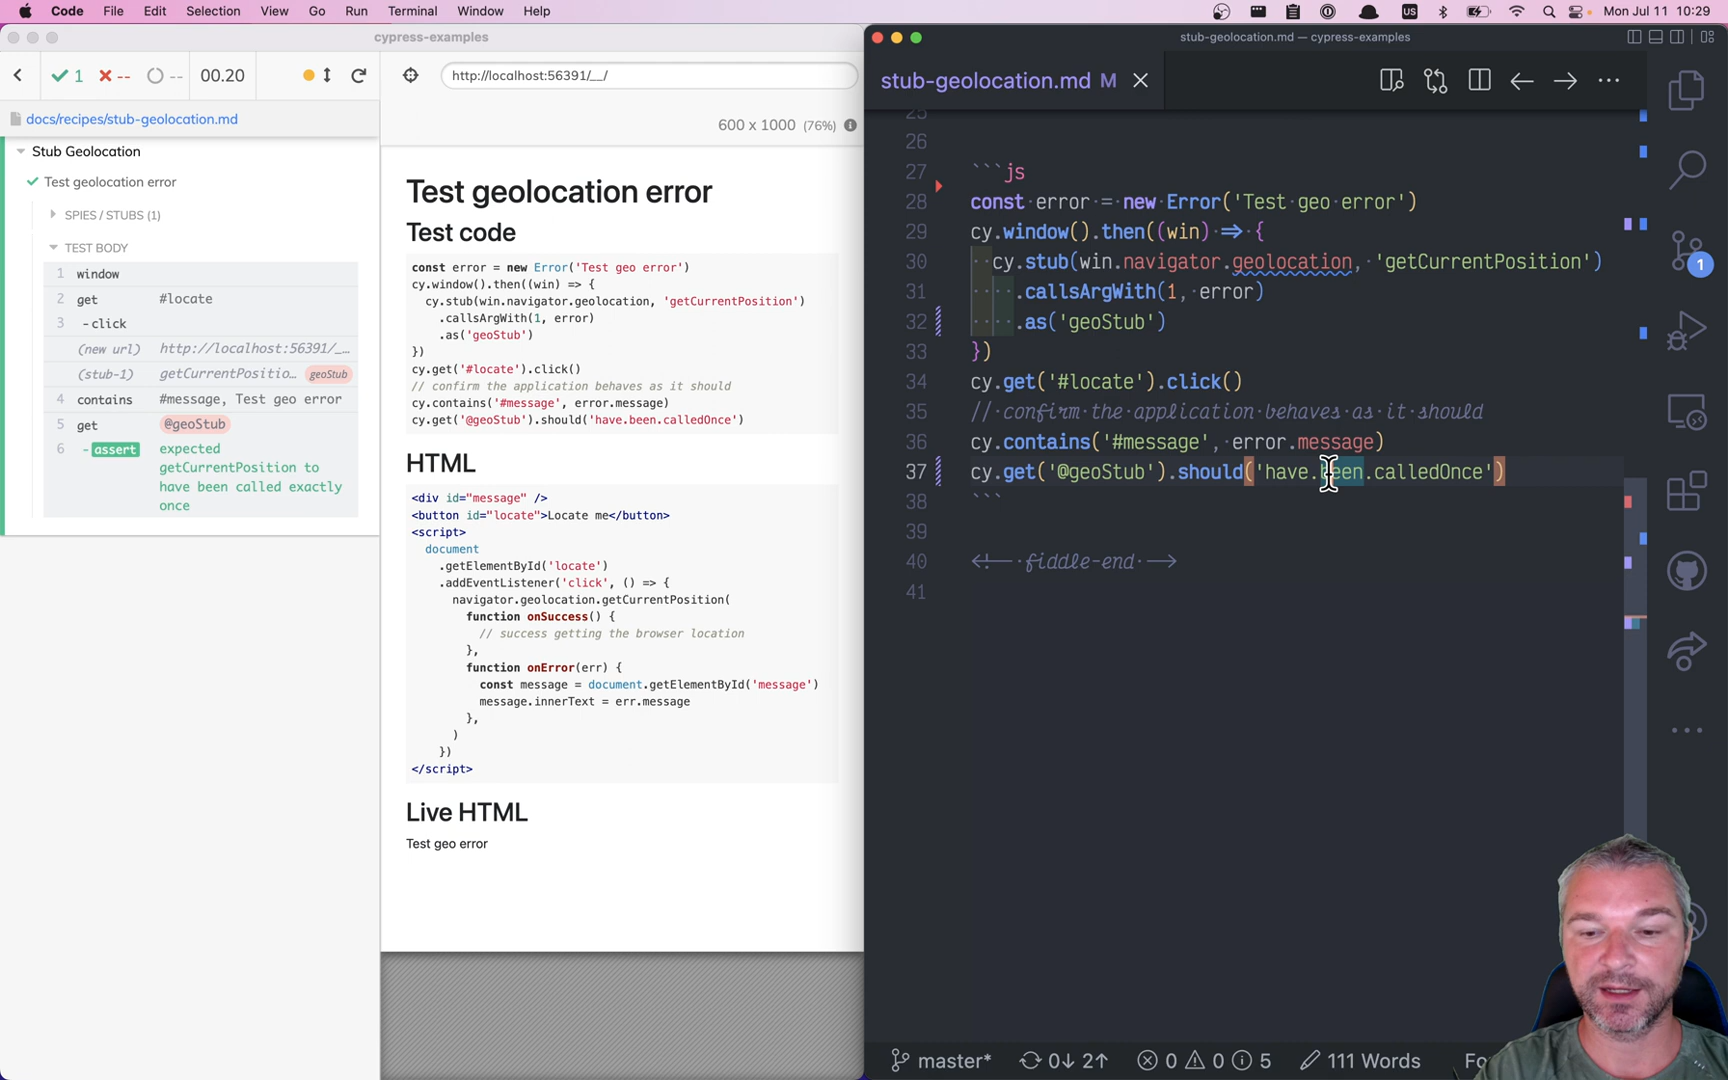 Code File Edit Selection View Go Run Terminal Window Help
US Mon Jul 11 10:29
cypress-examples
1 -- -- 00.20
http://localhost:56391/__/
docs/recipes/stub-geolocation.md
600 x 1000 (76%)
Stub Geolocation
Test geolocation error
SPIES / STUBS (1)
TEST BODY
1 window
2 get #locate
3 -click
(new url) http://localhost:56391/_...
(stub-1) getCurrentPositio... geoStub
4 contains #message, Test geo error
5 get @geoStub
6 -assert expected
getCurrentPosition to
have been called exactly
once
Test geolocation error
Test code
const error = new Error('Test geo error')
cy.window().then((win) => {
cy.stub(win.navigator.geolocation, 'getCurrentPosition')
.callsArgWith(1, error)
.as('geoStub')
})
cy.get('#locate').click()
// confirm the application behaves as it should
cy.contains('#message', error.message)
cy.get('@geoStub').should('have.been.calledOnce')
HTML
<div id="message" />
<button id="locate">Locate me</button>
<script>
document
.getElementById('locate')
.addEventListener('click', () => {
navigator.geolocation.getCurrentPosition(
function onSuccess() {
// success getting the browser location
},
function onError(err) {
const message = document.getElementById('message')
message.innerText = err.message
},
)
})
</script>
Live HTML
Test geo error
stub-geolocation.md — cypress-examples
stub-geolocation.md M
25
26
27 ```js
28 const error = new Error('Test geo error')
29 cy.window().then((win) => {
30 cy.stub(win.navigator.geolocation, 'getCurrentPosition')
31 .callsArgWith(1, error)
32 .as('geoStub')
33 })
34 cy.get('#locate').click()
35 // confirm the application behaves as it should
36 cy.contains('#message', error.message)
37 cy.get('@geoStub').should('have.been.calledOnce')
38 ```
39
40 <!-- fiddle-end -->
41
1
master* 0↓ 2↑ 0 0 5 111 Words Fo